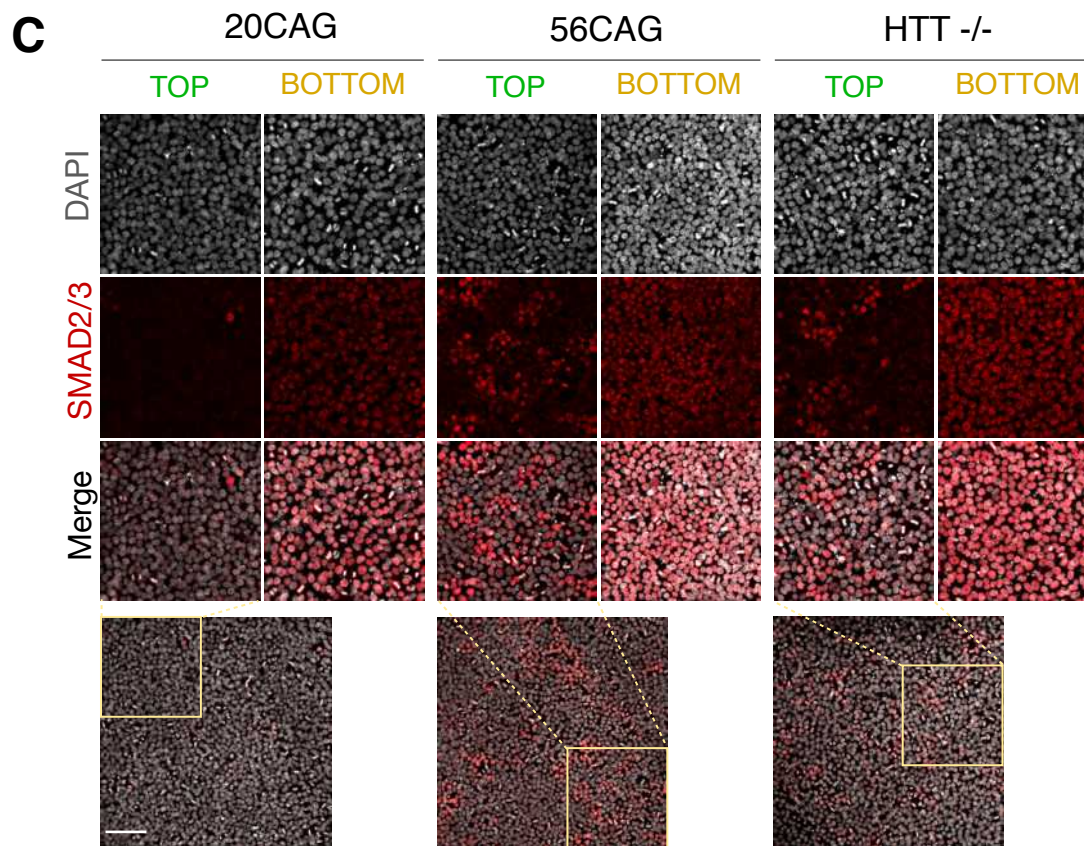 C
20CAG 56CAG HTT -/-
TOP BOTTOM TOP BOTTOM TOP BOTTOM
DAPI
SMAD2/3
Merge